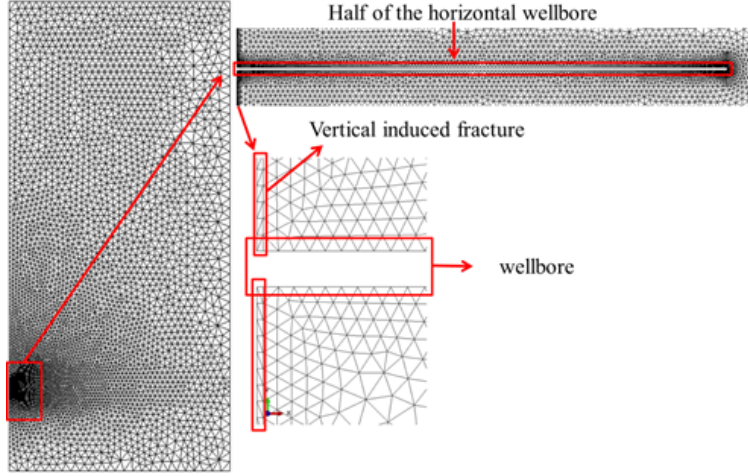 Half of the horizontal wellbore
Vertical induced fracture
wellbore